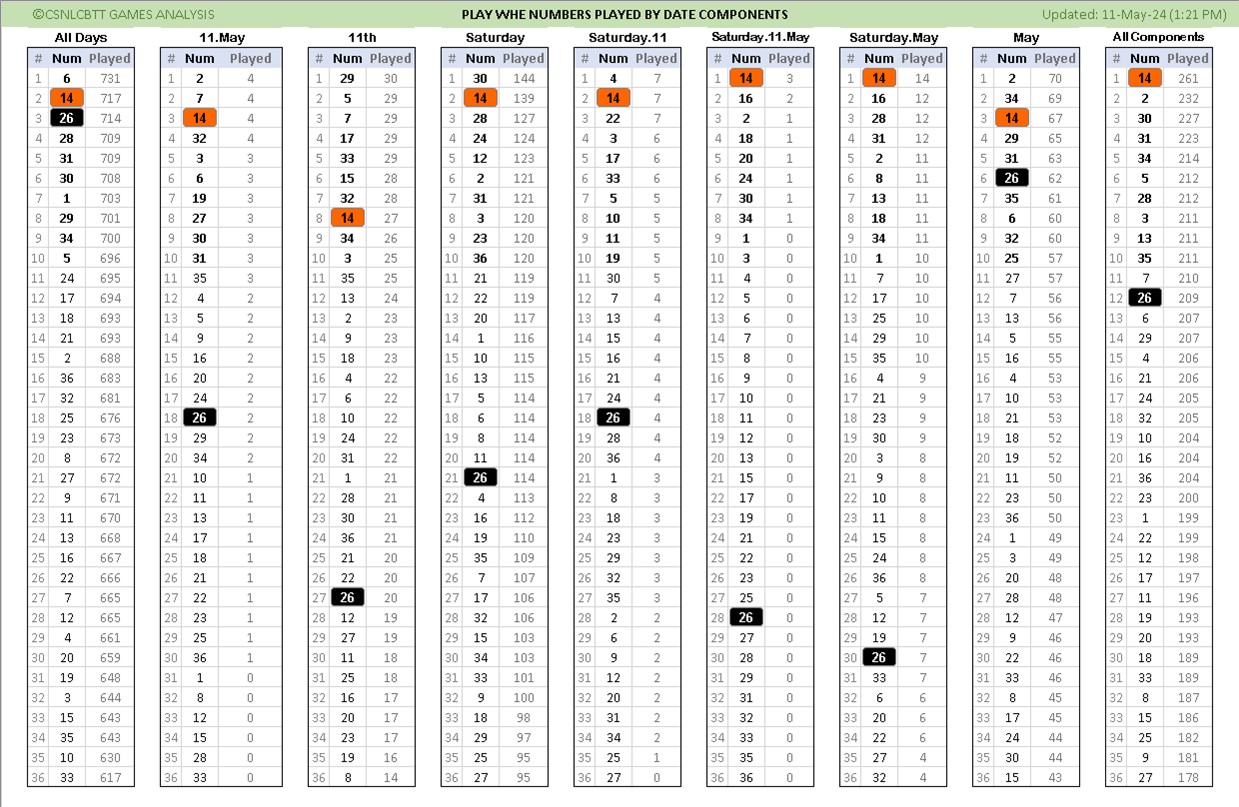 ©CSNLCBTT GAMES ANALYSIS PLAY WHE NUMBERS PLAYED BY DATE COMPONENTS Updated: 11-May-24 (1:21 PM)
All Days 11.May 11th Saturday Saturday.11 Saturday.11.May Saturday.May May All Components
# Num Played # Num Played # Num Played # Num Played # Num Played # Num Played # Num Played # Num Played # Num Played
1 6 731 1 2 4 1 29 30 1 30 144 1 4 7 1 14 3 1 14 14 1 2 70 1 14 261
2 14 717 2 7 4 2 5 29 2 14 139 2 14 7 2 16 2 2 16 12 2 34 69 2 2 232
3 26 714 3 14 4 3 7 29 3 28 127 3 22 7 3 2 1 3 28 12 3 14 67 3 30 227
4 28 709 4 32 4 4 17 29 4 24 124 4 3 6 4 18 1 4 31 12 4 29 65 4 31 223
5 31 709 5 3 3 5 33 29 5 12 123 5 17 6 5 20 1 5 2 11 5 31 63 5 34 214
6 30 708 6 6 3 6 15 28 6 2 121 6 33 6 6 24 1 6 8 11 6 26 62 6 5 212
7 1 703 7 19 3 7 32 28 7 31 121 7 5 5 7 30 1 7 13 11 7 35 61 7 28 212
8 29 701 8 27 3 8 14 27 8 3 120 8 10 5 8 34 1 8 18 11 8 6 60 8 3 211
9 34 700 9 30 3 9 34 26 9 23 120 9 11 5 9 1 0 9 34 11 9 32 60 9 13 211
10 5 696 10 31 3 10 3 25 10 36 120 10 19 5 10 3 0 10 1 10 10 25 57 10 35 211
11 24 695 11 35 3 11 35 25 11 21 119 11 30 5 11 4 0 11 7 10 11 27 57 11 7 210
12 17 694 12 4 2 12 13 24 12 22 119 12 7 4 12 5 0 12 17 10 12 7 56 12 26 209
13 18 693 13 5 2 13 2 23 13 20 117 13 13 4 13 6 0 13 25 10 13 13 56 13 6 207
14 21 693 14 9 2 14 9 23 14 1 116 14 15 4 14 7 0 14 29 10 14 5 55 14 29 207
15 2 688 15 16 2 15 18 23 15 10 115 15 16 4 15 8 0 15 35 10 15 16 55 15 4 206
16 36 683 16 20 2 16 4 22 16 13 115 16 21 4 16 9 0 16 4 9 16 4 53 16 21 206
17 32 681 17 24 2 17 6 22 17 5 114 17 24 4 17 10 0 17 21 9 17 10 53 17 24 205
18 25 676 18 26 2 18 10 22 18 6 114 18 26 4 18 11 0 18 23 9 18 21 53 18 32 205
19 23 673 19 29 2 19 24 22 19 8 114 19 28 4 19 12 0 19 30 9 19 18 52 19 10 204
20 8 672 20 34 2 20 31 22 20 11 114 20 36 4 20 13 0 20 3 8 20 19 52 20 16 204
21 27 672 21 10 1 21 1 21 21 26 114 21 1 3 21 15 0 21 9 8 21 11 50 21 36 204
22 9 671 22 11 1 22 28 21 22 4 113 22 8 3 22 17 0 22 10 8 22 23 50 22 23 200
23 11 670 23 13 1 23 30 21 23 16 112 23 18 3 23 19 0 23 11 8 23 36 50 23 1 199
24 13 668 24 17 1 24 36 21 24 19 110 24 23 3 24 21 0 24 15 8 24 1 49 24 22 199
25 16 667 25 18 1 25 21 20 25 35 109 25 29 3 25 22 0 25 24 8 25 3 49 25 12 198
26 22 666 26 21 1 26 22 20 26 7 107 26 32 3 26 23 0 26 36 8 26 20 48 26 17 197
27 7 665 27 22 1 27 26 20 27 17 106 27 35 3 27 25 0 27 5 7 27 28 48 27 11 196
28 12 665 28 23 1 28 12 19 28 32 106 28 2 2 28 26 0 28 12 7 28 12 47 28 19 193
29 4 661 29 25 1 29 27 19 29 15 103 29 6 2 29 27 0 29 19 7 29 9 46 29 20 193
30 20 659 30 36 1 30 11 18 30 34 103 30 9 2 30 28 0 30 26 7 30 22 46 30 18 189
31 19 648 31 1 0 31 25 18 31 33 101 31 12 2 31 29 0 31 33 7 31 33 46 31 33 189
32 3 644 32 8 0 32 16 17 32 9 100 32 20 2 32 31 0 32 6 6 32 8 45 32 8 187
33 15 643 33 12 0 33 20 17 33 18 98 33 31 2 33 32 0 33 20 6 33 17 45 33 15 186
34 35 643 34 15 0 34 23 17 34 29 97 34 34 2 34 33 0 34 22 6 34 24 44 34 25 182
35 10 630 35 28 0 35 19 16 35 25 95 35 25 1 35 35 0 35 27 4 35 30 44 35 9 181
36 33 617 36 33 0 36 8 14 36 27 95 36 27 0 36 36 0 36 32 4 36 15 43 36 27 178